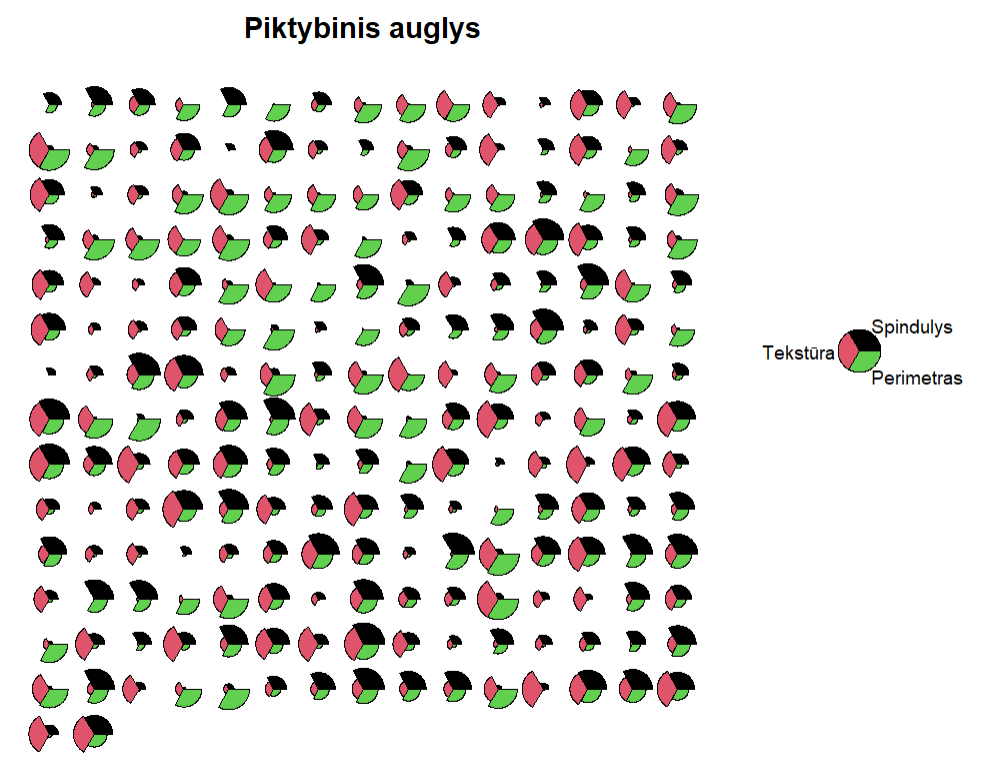 Piktybinis auglys
Spindulys
Tekstūra
Perimetras